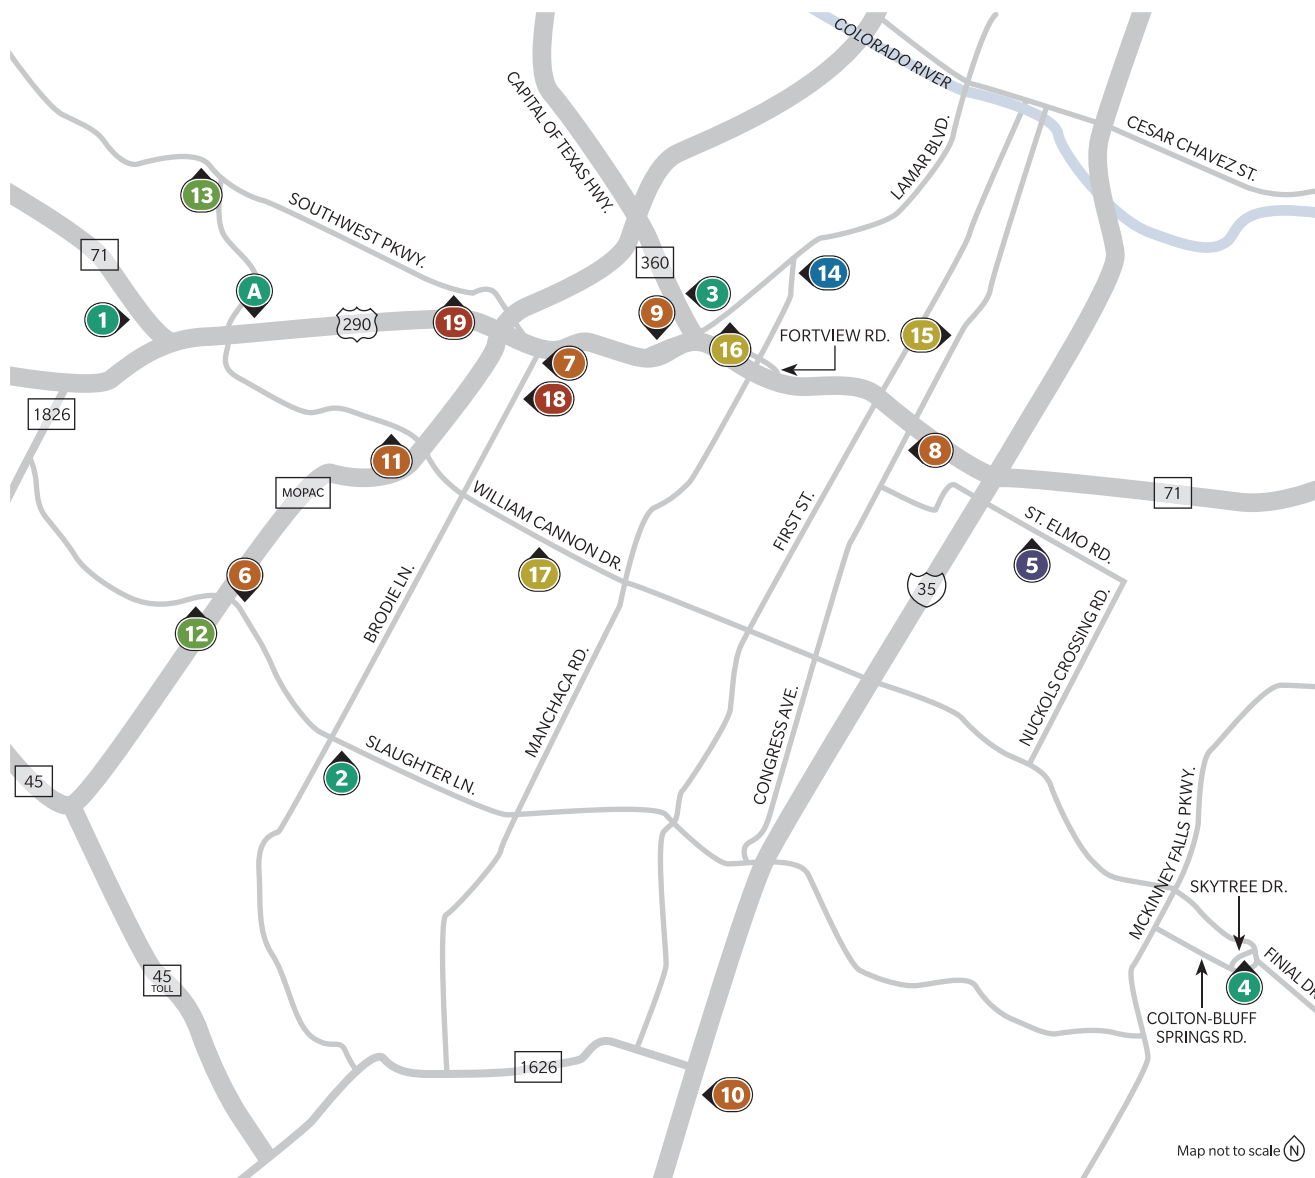 COLORADO RIVER
CAPITAL OF TEXAS HWY.
CESAR CHAVEZ ST.
LAMAR BLVD.
13
SOUTHWEST PKWY.
71
360
14
A
3
1
290
19
9
16
15
FORTVIEW RD.
7
18
1826
11
8
MOPAC
WILLIAM CANNON DR.
71
FIRST ST.
ST. ELMO RD.
5
17
6
35
BRODIE LN.
12
NUCKOLS CROSSING RD.
MANCHACA RD.
CONGRESS AVE.
SLAUGHTER LN.
2
45
MCKINNEY FALLS PKWY.
SKYTREE DR.
45
TOLL
FINIAL DR
4
COLTON-BLUFF
SPRINGS RD.
1626
10
Map not to scale N